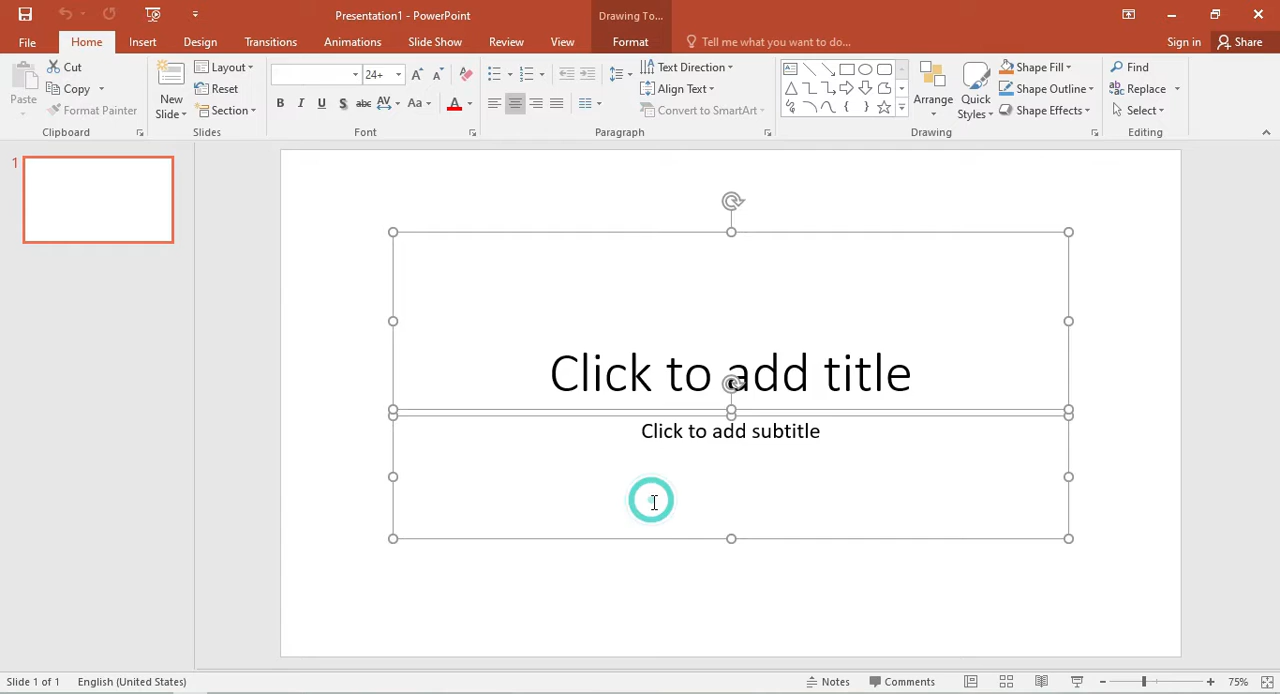 Presentation1 - PowerPoint
Drawing To...
File
Home
Insert
Design
Transitions
Animations
Slide Show
Review
View
Format
Tell me what you want to do...
Sign in
Share
Paste
Cut
Copy
Format Painter
Clipboard
New
Slide
Layout
Reset
Section
Slides
24+
B I U S abc AV Aa A
Font
Paragraph
Text Direction
Align Text
Convert to SmartArt
Arrange
Quick
Styles
Shape Fill
Shape Outline
Shape Effects
Drawing
Find
Replace
Select
Editing
1
Click to add title
Click to add subtitle
Slide 1 of 1
English (United States)
Notes
Comments
75%